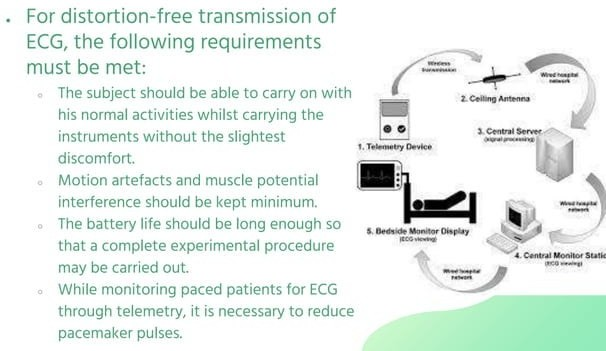 For distortion-free transmission of
ECG, the following requirements
must be met:
The subject should be able to carry on with
his normal activities whilst carrying the
instruments without the slightest
discomfort.
Motion artefacts and muscle potential
interference should be kept minimum.
The battery life should be long enough so
that a complete experimental procedure
may be carried out.
While monitoring paced patients for ECG
through telemetry, it is necessary to reduce
pacemaker pulses.
Wireless
transmission
Wired hospital
network
2. Ceiling Antenna
3. Central Server
(signal processing)
1. Telemetry Device
Wired hospital
network
5. Bedside Monitor Display
(ECG viewing)
4. Central Monitor Static
(ECG viewing)
Wired hospital
network